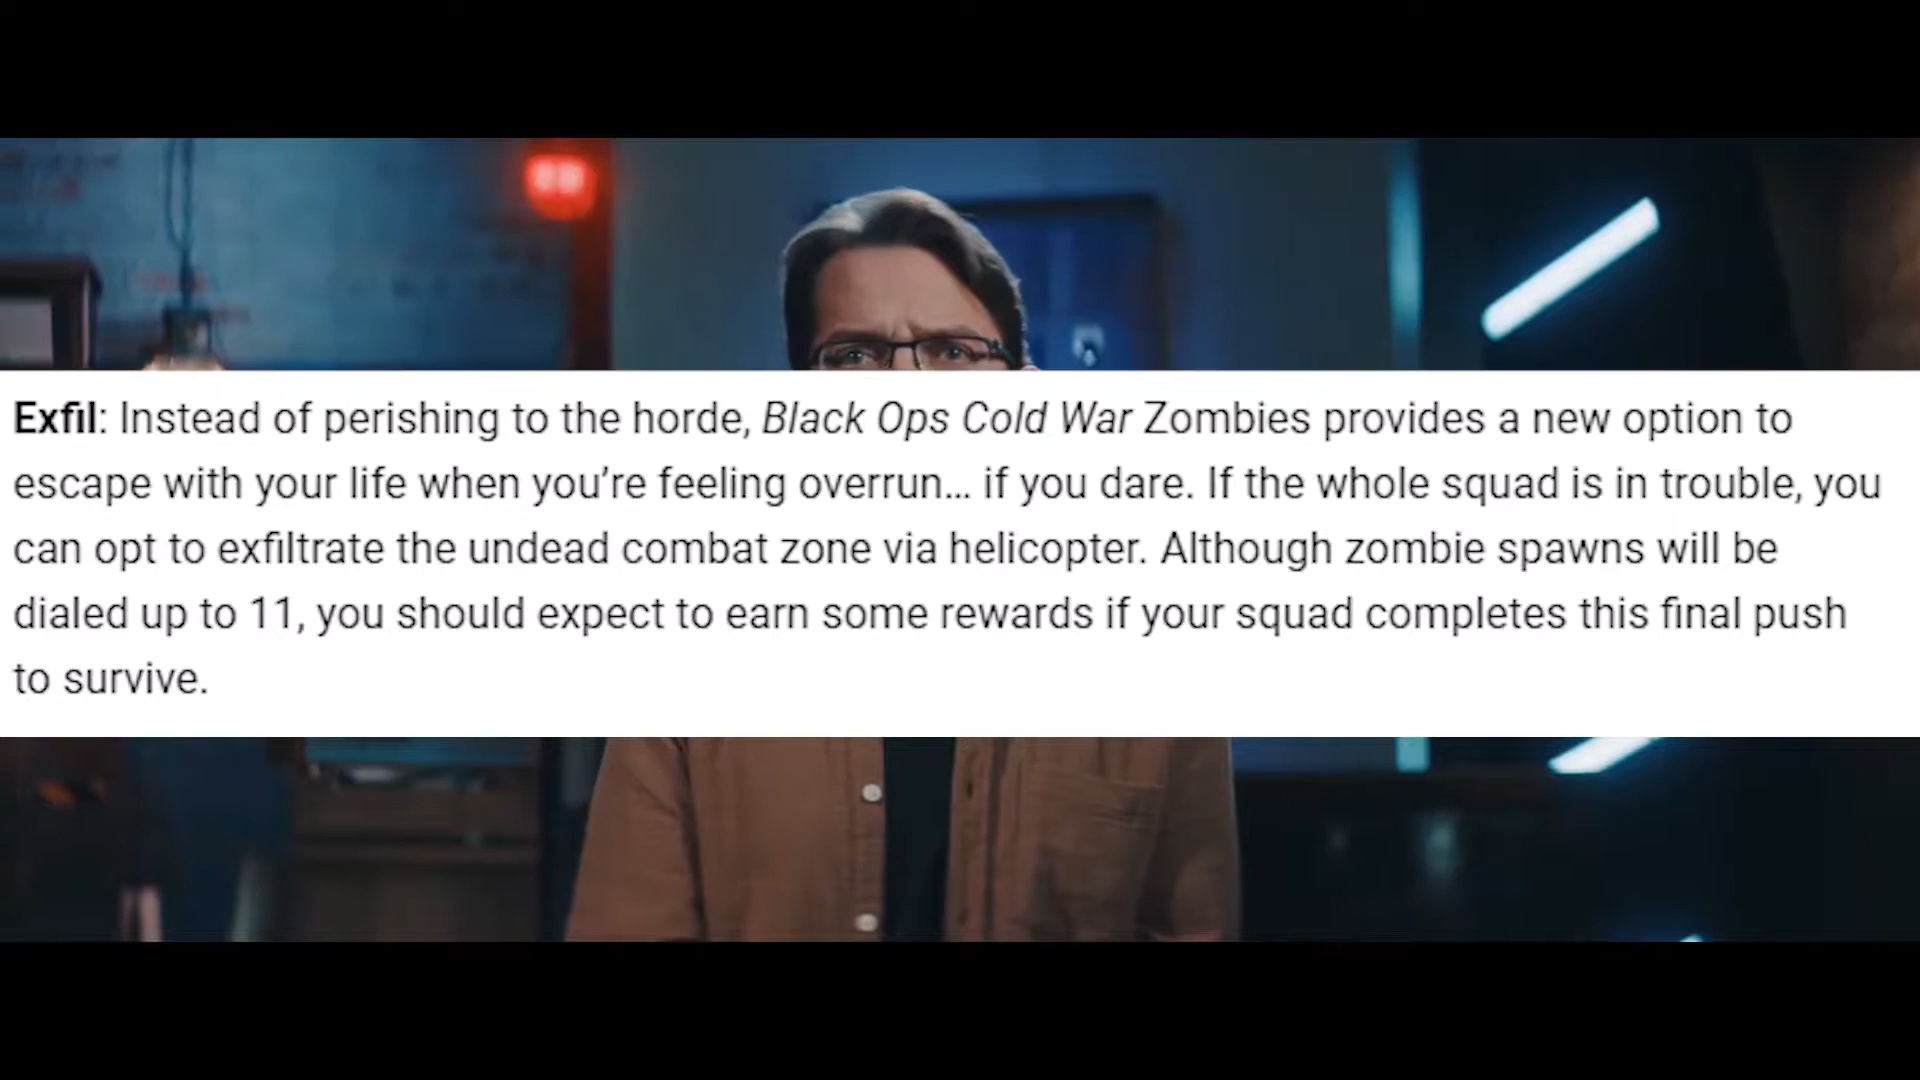 Exfil: Instead of perishing to the horde, Black Ops Cold War Zombies provides a new option to
escape with your life when you’re feeling overrun... if you dare. If the whole squad is in trouble, you
can opt to exfiltrate the undead combat zone via helicopter. Although zombie spawns will be
dialed up to 11, you should expect to earn some rewards if your squad completes this final push
to survive.